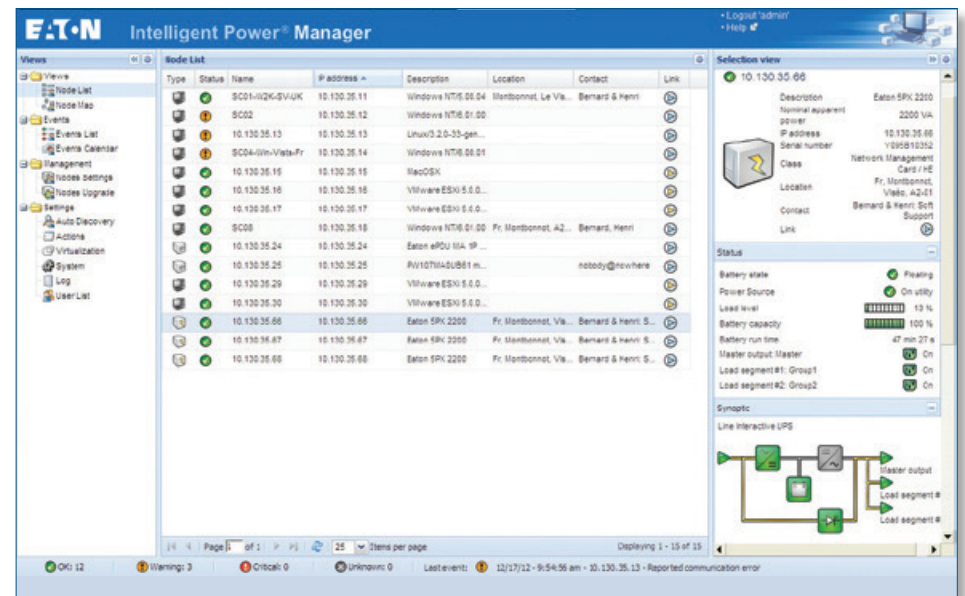 EATON Intelligent Power® Manager
Logout 'admin'
Help
Views
Views
Node List
Node Map
Events
Events List
Events Calendar
Management
Nodes Settings
Nodes Upgrade
Settings
Auto Discovery
Actions
Virtualization
System
Log
User List
Node List
Type Status Name IP address Description Location Contact Link
SC01-W2K-SV-UK 10.130.35.11 Windows NT/5.00.04 Montbonnot, Le Vis... Bernard & Henri
SC02 10.130.35.12 Windows NT/6.01.00
10.130.35.13 10.130.35.13 Linux/3.2.0-33-gen...
SC04-Win-Vista-Fr 10.130.35.14 Windows NT/6.00.01
10.130.35.15 10.130.35.15 MacOSX
10.130.35.16 10.130.35.16 VMware ESXi 5.0.0...
10.130.35.17 10.130.35.17 VMware ESXi 5.0.0...
SC08 10.130.35.18 Windows NT/6.01.00 Fr, Montbonnot, A2... Bernard, Henri
10.130.35.24 10.130.35.24 Eaton ePDU MA 1P ...
10.130.35.25 10.130.35.25 nobody@nowhere
10.130.35.29 10.130.35.29 VMware ESXi 5.0.0...
10.130.35.30 10.130.35.30 VMware ESXi 5.0.0...
10.130.35.66 10.130.35.66 Eaton 5PX 2200 Fr, Montbonnot, Vis... Bernard & Henri: S...
10.130.35.67 10.130.35.67 Eaton 5PX 2200 Fr, Montbonnot, Vis... Bernard & Henri: S...
10.130.35.68 10.130.35.68 Eaton 5PX 2200 Fr, Montbonnot, Vis... Bernard & Henri: S...
Page 1 of 1 25 Items per page Displaying 1 - 15 of 15
Selection view
10.130.35.66
Description Eaton 5PX 2200
Nominal apparent power 2200 VA
IP address 10.130.35.66
Serial number
Class Network Management Card / HE
Location Fr, Montbonnot,
Contact Bernard & Henri: Soft Support
Link
Status
Battery state Floating
Power Source On utility
Load level 13 %
Battery capacity 100 %
Battery run time 47 min 27 s
Master output: Master On
Load segment #1: Group1 On
Load segment #2: Group2 On
Synoptic
Line Interactive UPS
Master output
Load segment #
Load segment #
OK: 12 Warning: 3 Critical: 0 Unknown: 0 Last event: 12/17/12 - 9:54:56 am - 10.130.35.13 - Reported communication error